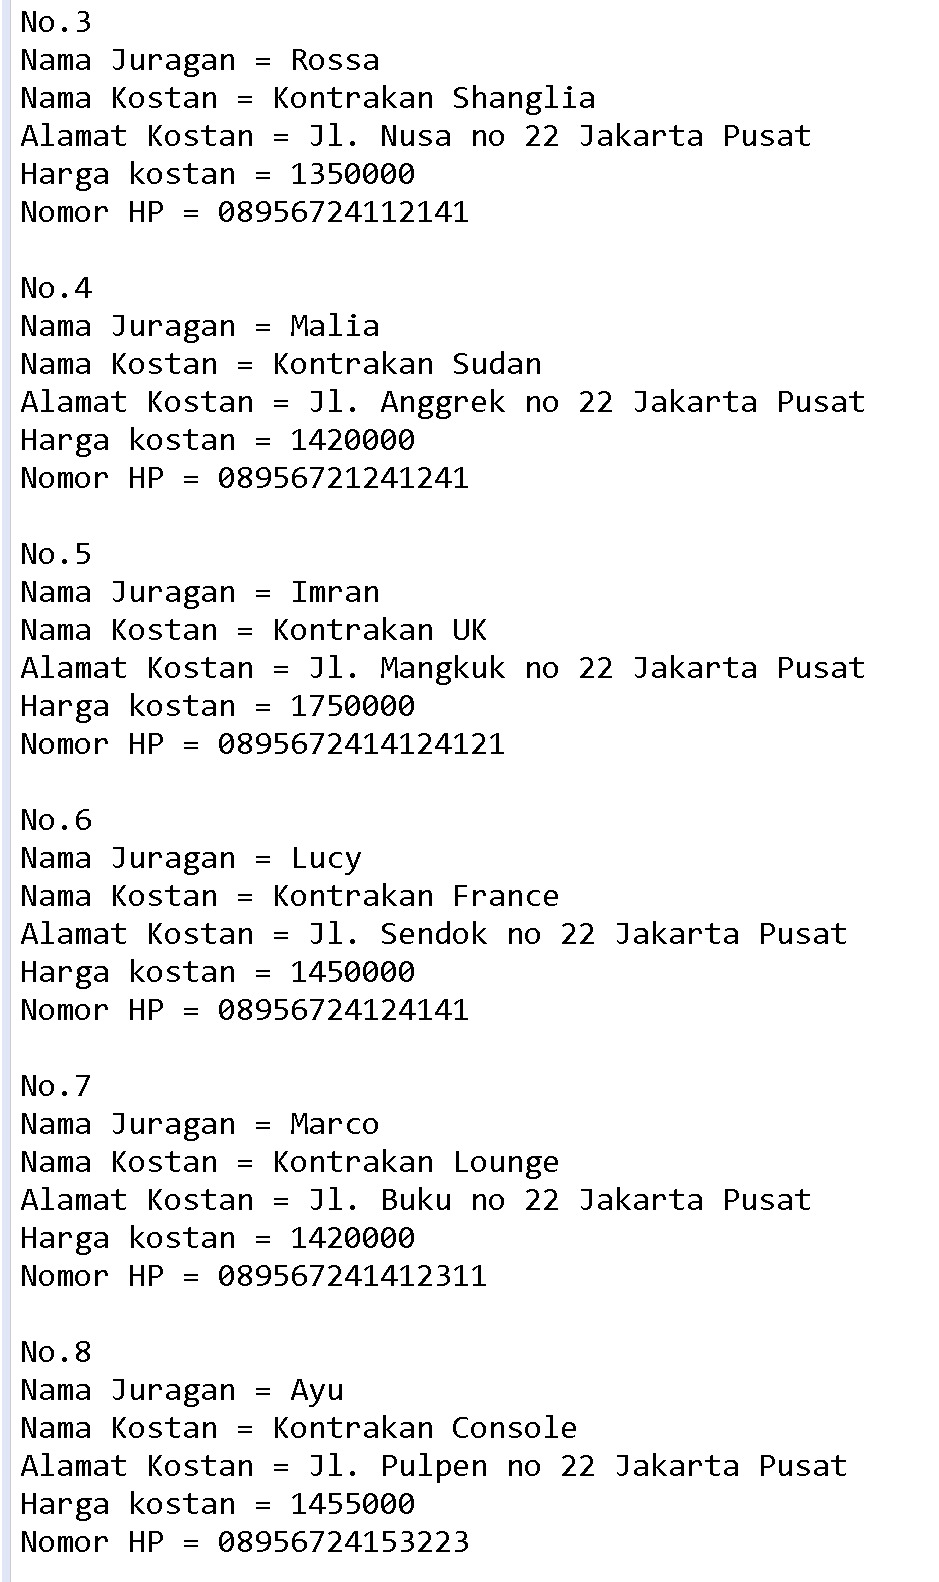 No.3
Nama Juragan = Rossa
Nama Kostan = Kontrakan Shanglia
Alamat Kostan = Jl. Nusa no 22 Jakarta Pusat
Harga kostan = 1350000
Nomor HP = 08956724112141
No.4
Nama Juragan = Malia
Nama Kostan = Kontrakan Sudan
Alamat Kostan = Jl. Anggrek no 22 Jakarta Pusat
Harga kostan = 1420000
Nomor HP = 08956721241241
No.5
Nama Juragan = Imran
Nama Kostan = Kontrakan UK
Alamat Kostan = Jl. Mangkuk no 22 Jakarta Pusat
Harga kostan = 1750000
Nomor HP = 0895672414124121
No.6
Nama Juragan = Lucy
Nama Kostan = Kontrakan France
Alamat Kostan = Jl. Sendok no 22 Jakarta Pusat
Harga kostan = 1450000
Nomor HP = 08956724124141
No.7
Nama Juragan = Marco
Nama Kostan = Kontrakan Lounge
Alamat Kostan = Jl. Buku no 22 Jakarta Pusat
Harga kostan = 1420000
Nomor HP = 089567241412311
No.8
Nama Juragan = Ayu
Nama Kostan = Kontrakan Console
Alamat Kostan = Jl. Pulpen no 22 Jakarta Pusat
Harga kostan = 1455000
Nomor HP = 08956724153223